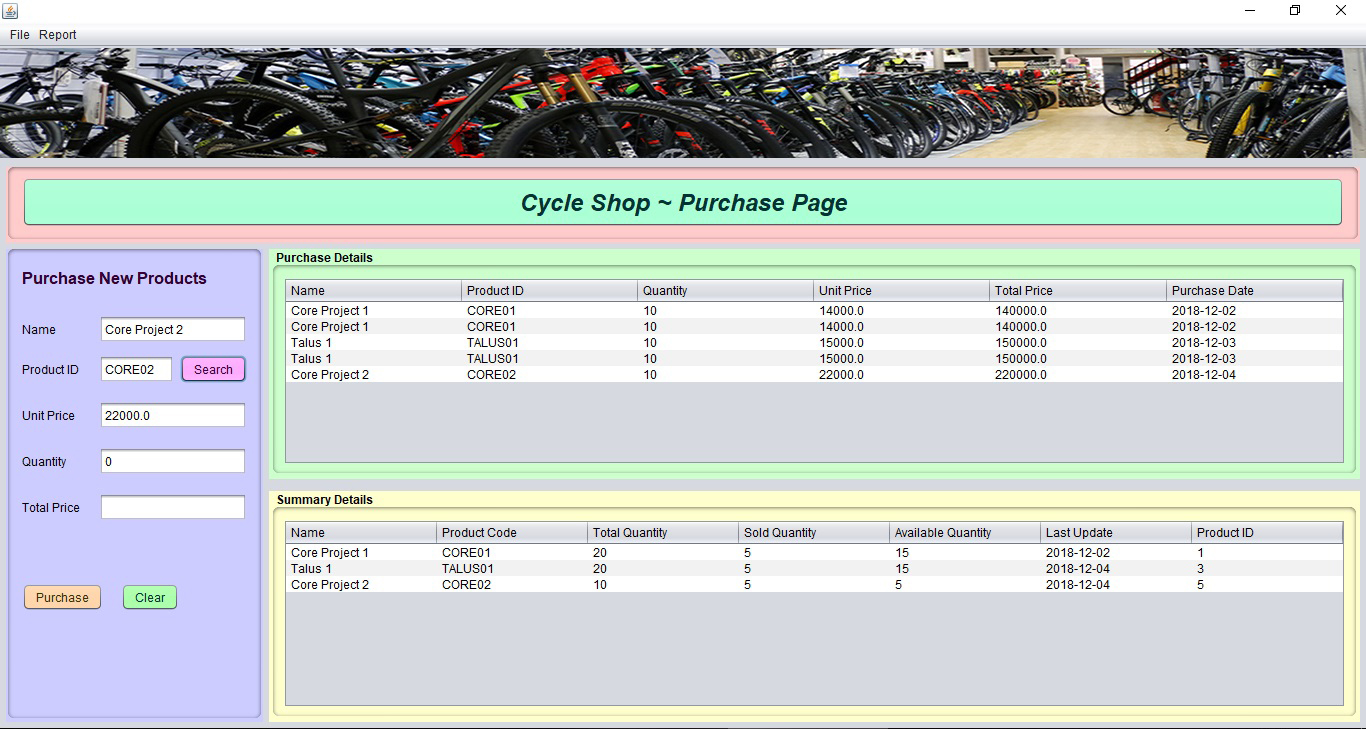 File Report
Cycle Shop ~ Purchase Page
Purchase New Products
Name Core Project 2
Product ID CORE02 Search
Unit Price 22000.0
Quantity 0
Total Price
Purchase Clear
Purchase Details
Name Product ID Quantity Unit Price Total Price Purchase Date
Core Project 1 CORE01 10 14000.0 140000.0 2018-12-02
Core Project 1 CORE01 10 14000.0 140000.0 2018-12-02
Talus 1 TALUS01 10 15000.0 150000.0 2018-12-03
Talus 1 TALUS01 10 15000.0 150000.0 2018-12-03
Core Project 2 CORE02 10 22000.0 220000.0 2018-12-04
Summary Details
Name Product Code Total Quantity Sold Quantity Available Quantity Last Update Product ID
Core Project 1 CORE01 20 5 15 2018-12-02 1
Talus 1 TALUS01 20 5 15 2018-12-04 3
Core Project 2 CORE02 10 5 5 2018-12-04 5